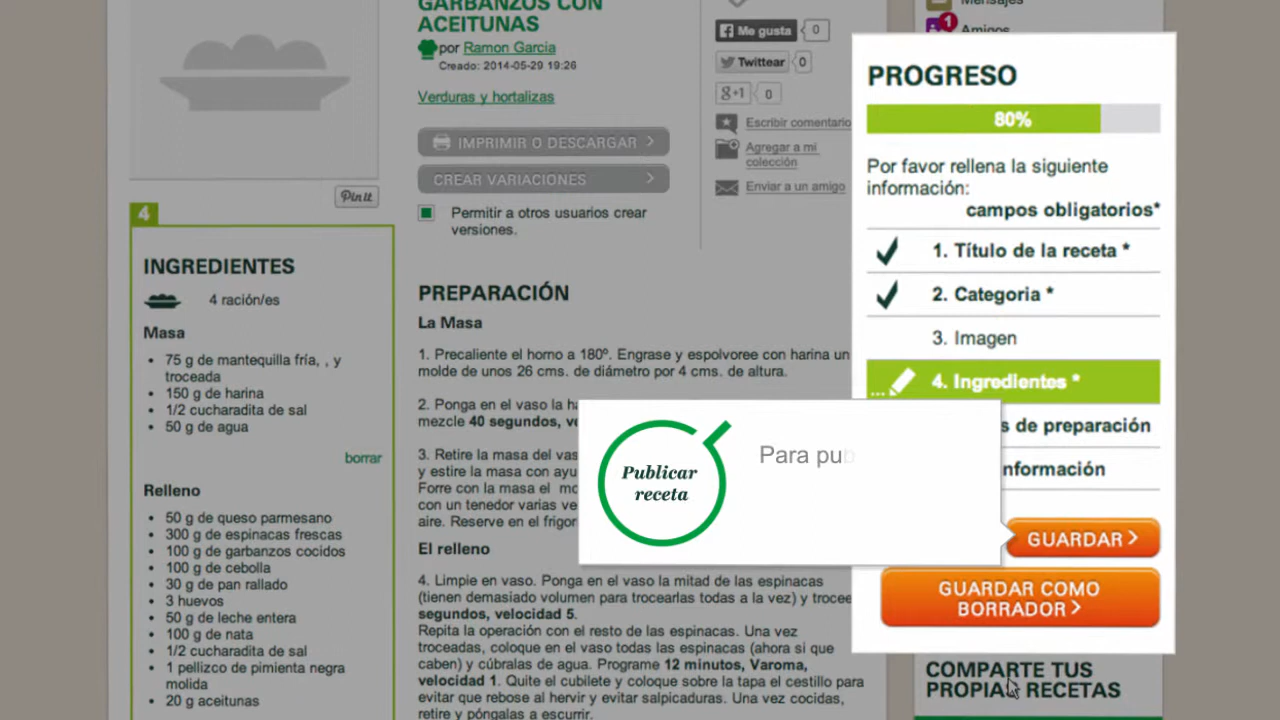 GARBANZOS CON
ACEITUNAS
por Ramon Garcia
Creado: 2014-05-29 19:26
Verduras y hortalizas
IMPRIMIR O DESCARGAR
CREAR VARIACIONES
Permitir a otros usuarios crear
versiones.
Pin it
Me gusta 0
Twittear 0
g+1 0
Escribir comentario
Agregar a mi
colección
Enviar a un amigo
Mensajes
1
Amigos
4
INGREDIENTES
4 ración/es
Masa
75 g de mantequilla fría, , y
troceada
150 g de harina
1/2 cucharadita de sal
50 g de agua
borrar
Relleno
50 g de queso parmesano
300 g de espinacas frescas
100 g de garbanzos cocidos
100 g de cebolla
30 g de pan rallado
3 huevos
50 g de leche entera
100 g de nata
1/2 cucharadita de sal
1 pellizco de pimienta negra
molida
20 g aceitunas
PREPARACIÓN
La Masa
1. Precaliente el horno a 180º. Engrase y espolvoree con harina un
molde de unos 26 cms. de diámetro por 4 cms. de altura.
2. Ponga en el vaso la
mezcle 40 segundos,
3. Retire la masa del
y estire la masa con
Forre con la masa el
con un tenedor varias
aire. Reserve en el
El relleno
4. Limpie en vaso. Ponga en el vaso la mitad de las espinacas
(tienen demasiado volumen para trocearlas todas a la vez) y
segundos, velocidad 5.
Repita la operación con el resto de las espinacas. Una vez
troceadas, coloque en el vaso todas las espinacas (ahora si que
caben) y cúbralas de agua. Programe 12 minutos, Varoma,
velocidad 1. Quite el cubilete y coloque sobre la tapa el cestillo para
evitar que rebose al hervir y evitar salpicaduras. Una vez cocidas,
retire y póngalas a escurrir.
PROGRESO
80%
Por favor rellena la siguiente
información:
campos obligatorios*
1. Título de la receta *
2. Categoria *
3. Imagen
4. Ingredientes *
de preparación
Publicar
receta
Para pub
GUARDAR
GUARDAR COMO
BORRADOR
COMPARTE TUS
PROPIAS RECETAS